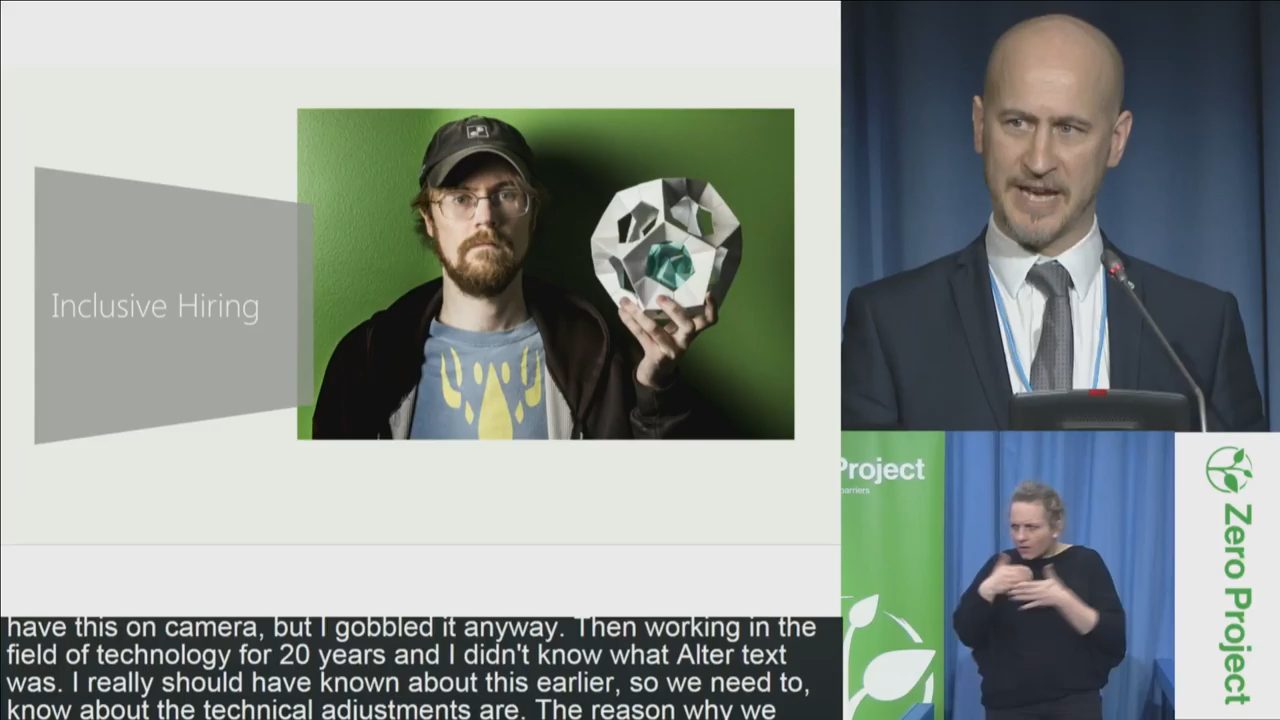 Inclusive Hiring
Project
barriers
Zero Project
have this on camera, but I gobbled it anyway. Then working in the
field of technology for 20 years and I didn't know what Alter text
was. I really should have known about this earlier, so we need to,
know about the technical adjustments are. The reason why we